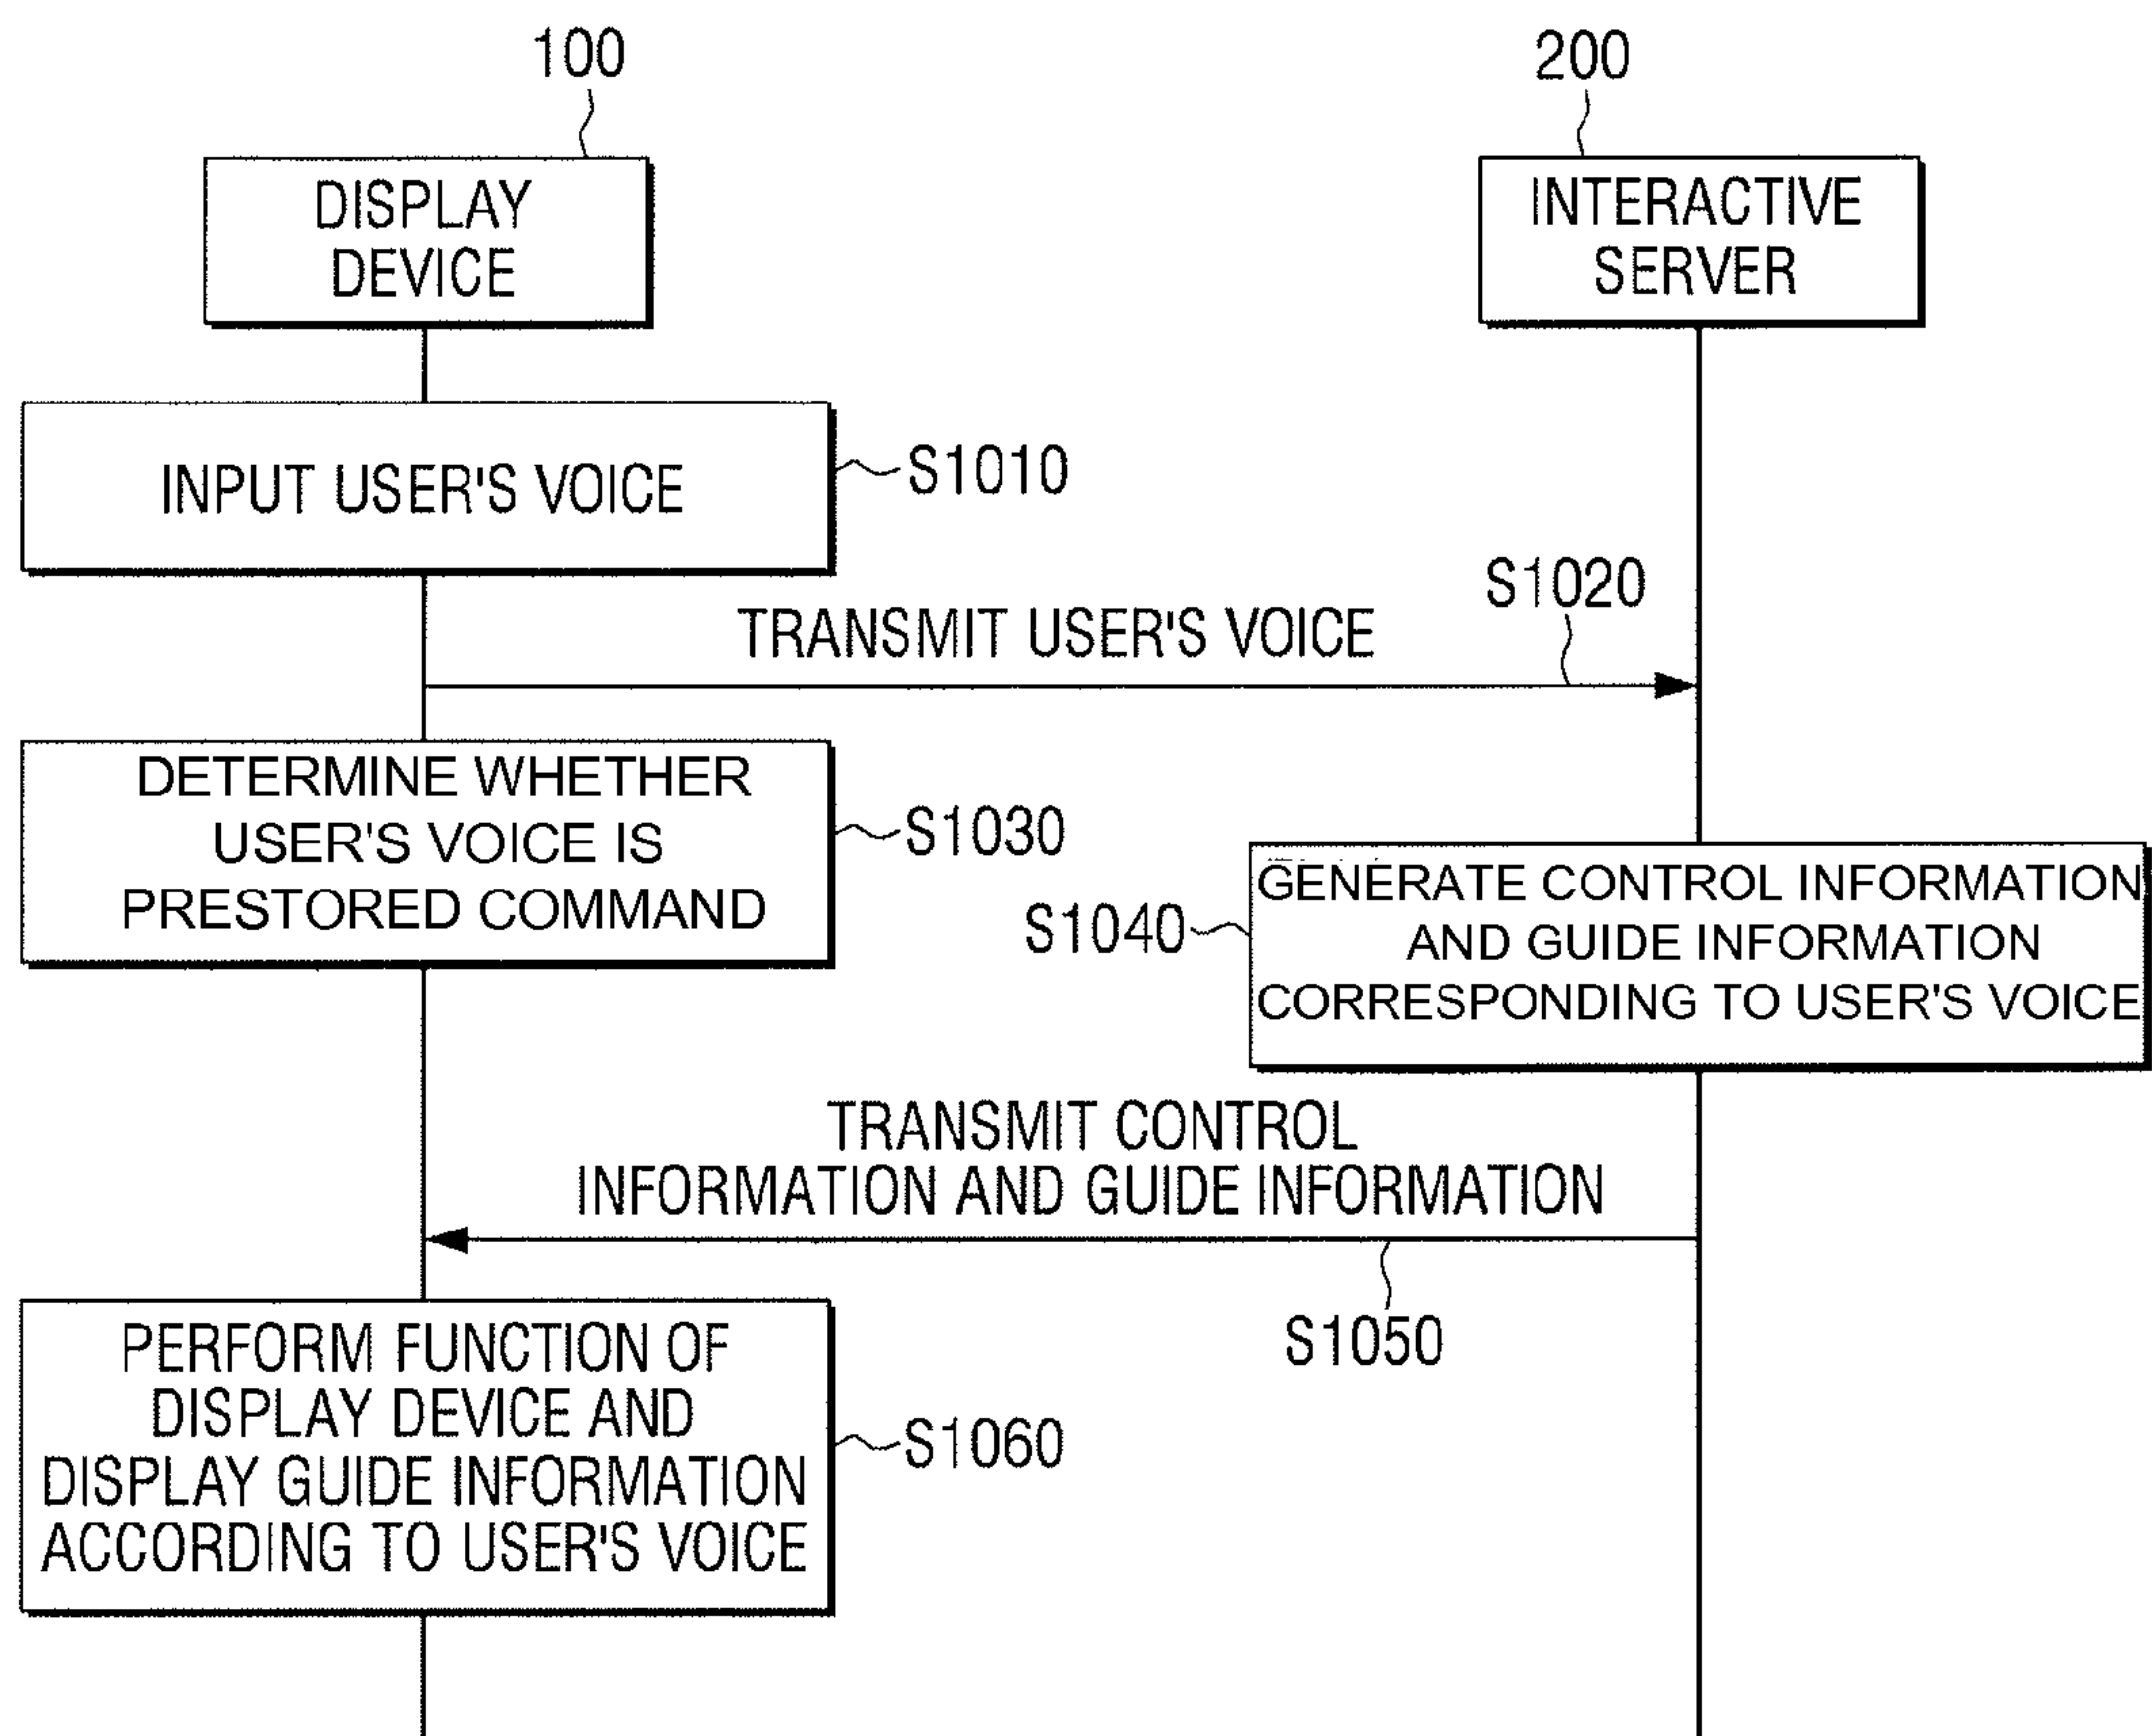 100
200
DISPLAY
DEVICE
INTERACTIVE
SERVER
INPUT USER'S VOICE
S1010
S1020
TRANSMIT USER'S VOICE
DETERMINE WHETHER
USER'S VOICE IS
PRESTORED COMMAND
S1030
S1040
GENERATE CONTROL INFORMATION
AND GUIDE INFORMATION
CORRESPONDING TO USER'S VOICE
TRANSMIT CONTROL
INFORMATION AND GUIDE INFORMATION
S1050
PERFORM FUNCTION OF
DISPLAY DEVICE AND
DISPLAY GUIDE INFORMATION
ACCORDING TO USER'S VOICE
S1060